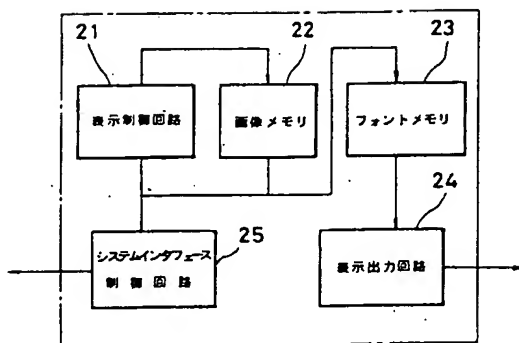 21
22
23
表示制御回路
画像メモリ
フォントメモリ
24
システムインタフェース
制御回路
25
表示出力回路